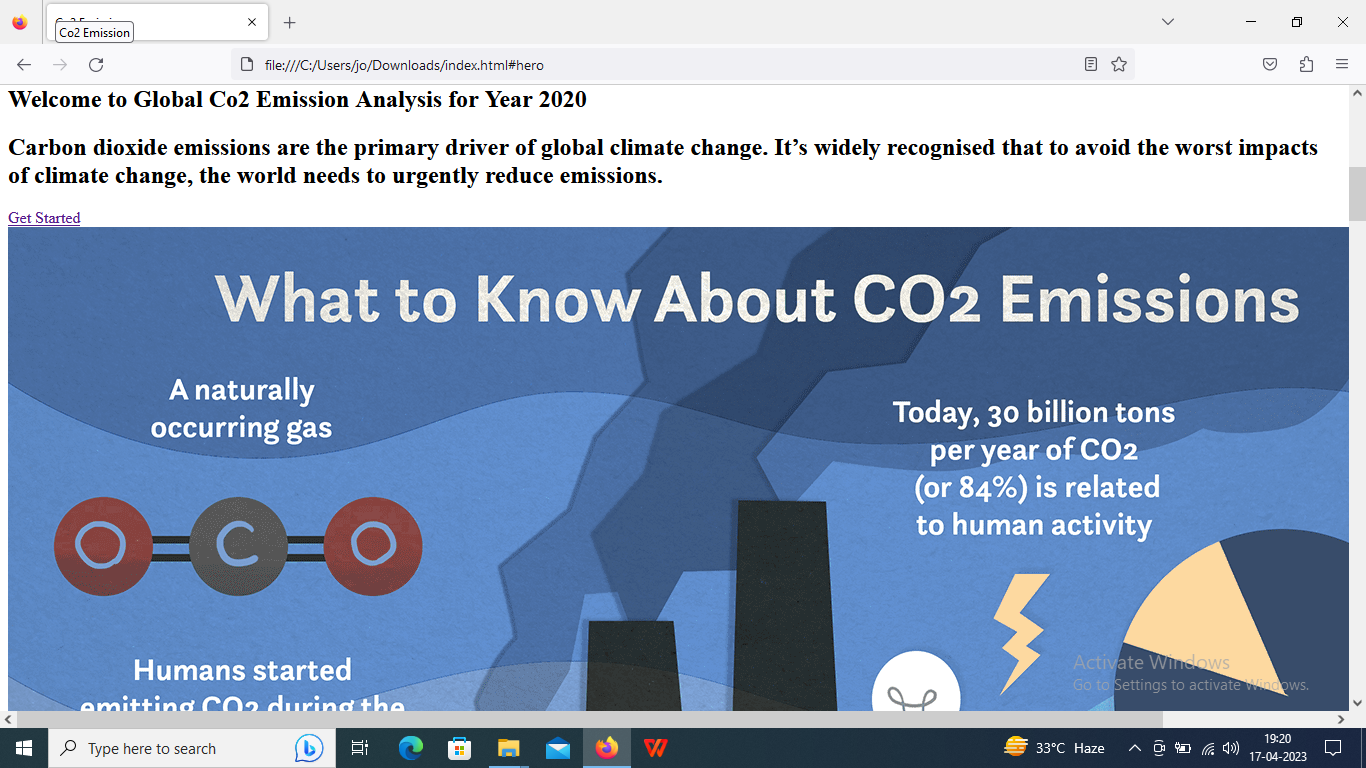 Co2 Emission
file:///C:/Users/jo/Downloads/index.html#hero
Welcome to Global Co2 Emission Analysis for Year 2020
Carbon dioxide emissions are the primary driver of global climate change. It’s widely recognised that to avoid the worst impacts
of climate change, the world needs to urgently reduce emissions.
Get Started
What to Know About CO2 Emissions
A naturally
occurring gas
Today, 30 billion tons
per year of CO2
(or 84%) is related
to human activity
O C O
Humans started
emitting CO2 during the
Activate Windows
Go to Settings to activate Windows.
Type here to search
33°C Haze
19:20
17-04-2023